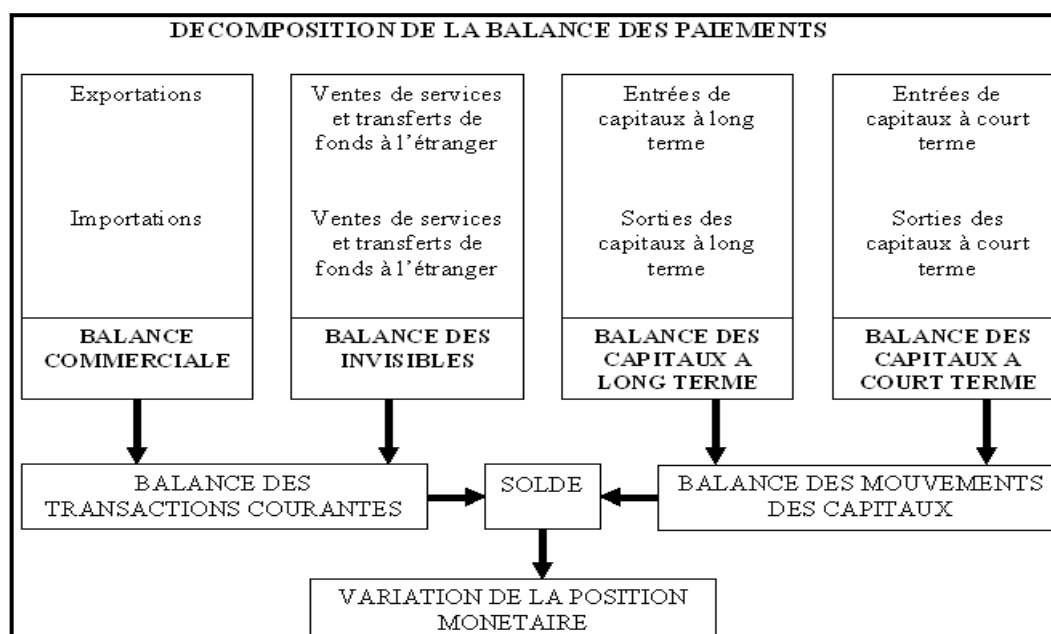 DECOMPOSITION DE LA BALANCE DES PAIEMENTS
Exportations
Importations
BALANCE
COMMERCIALE
Ventes de services
et transferts de
fonds à l’étranger
Ventes de services
et transferts de
fonds à l’étranger
BALANCE DES
INVISIBLES
Entrées de
capitaux à long
terme
Sorties des
capitaux à long
terme
BALANCE DES
CAPITAUX A
LONG TERME
Entrées de
capitaux à court
terme
Sorties des
capitaux à court
terme
BALANCE DES
CAPITAUX A
COURT TERME
BALANCE DES
TRANSACTIONS COURANTES
SOLDE
BALANCE DES MOUVEMENTS
DES CAPITAUX
VARIATION DE LA POSITION
MONETAIRE